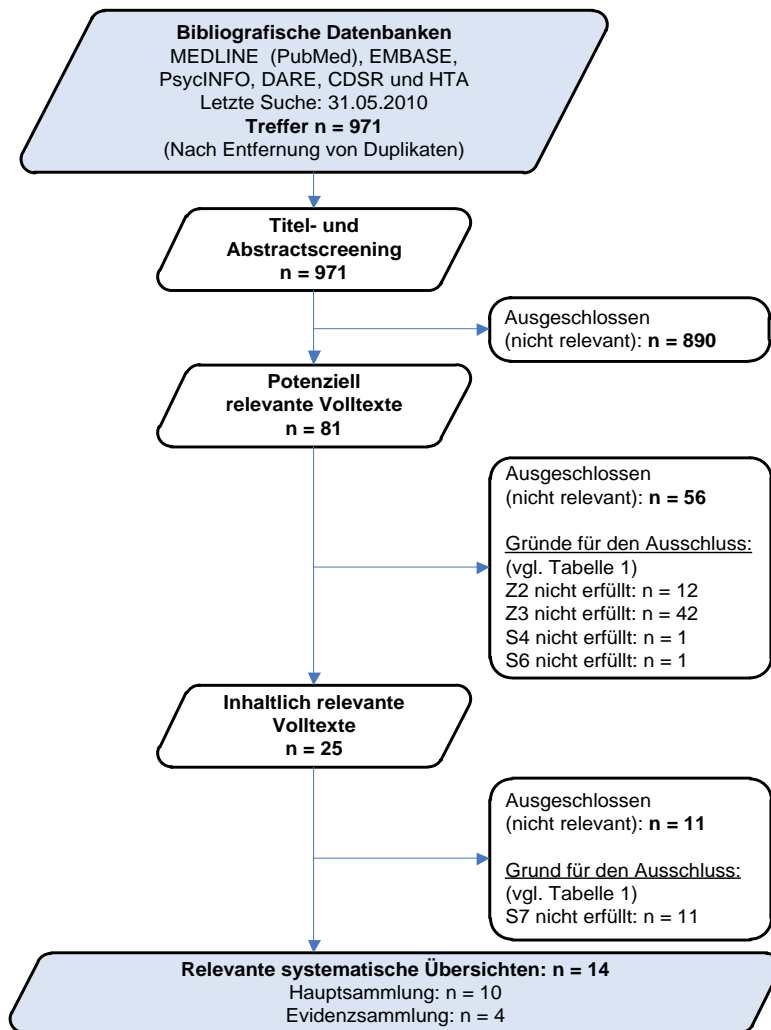 Bibliografische Datenbanken
MEDLINE (PubMed), EMBASE,
PsycINFO, DARE, CDSR und HTA
Letzte Suche: 31.05.2010
Treffer n = 971
(Nach Entfernung von Duplikaten)
Titel- und
Abstractscreening
n = 971
Ausgeschlossen
(nicht relevant): n = 890
Potenziell
relevante Volltexte
n = 81
Ausgeschlossen
(nicht relevant): n = 56
Gründe für den Ausschluss:
(vgl. Tabelle 1)
Z2 nicht erfüllt: n = 12
Z3 nicht erfüllt: n = 42
S4 nicht erfüllt: n = 1
S6 nicht erfüllt: n = 1
Inhaltlich relevante
Volltexte
n = 25
Ausgeschlossen
(nicht relevant): n = 11
Grund für den Ausschluss:
(vgl. Tabelle 1)
S7 nicht erfüllt: n = 11
Relevante systematische Übersichten: n = 14
Hauptsammlung: n = 10
Evidenzsammlung: n = 4